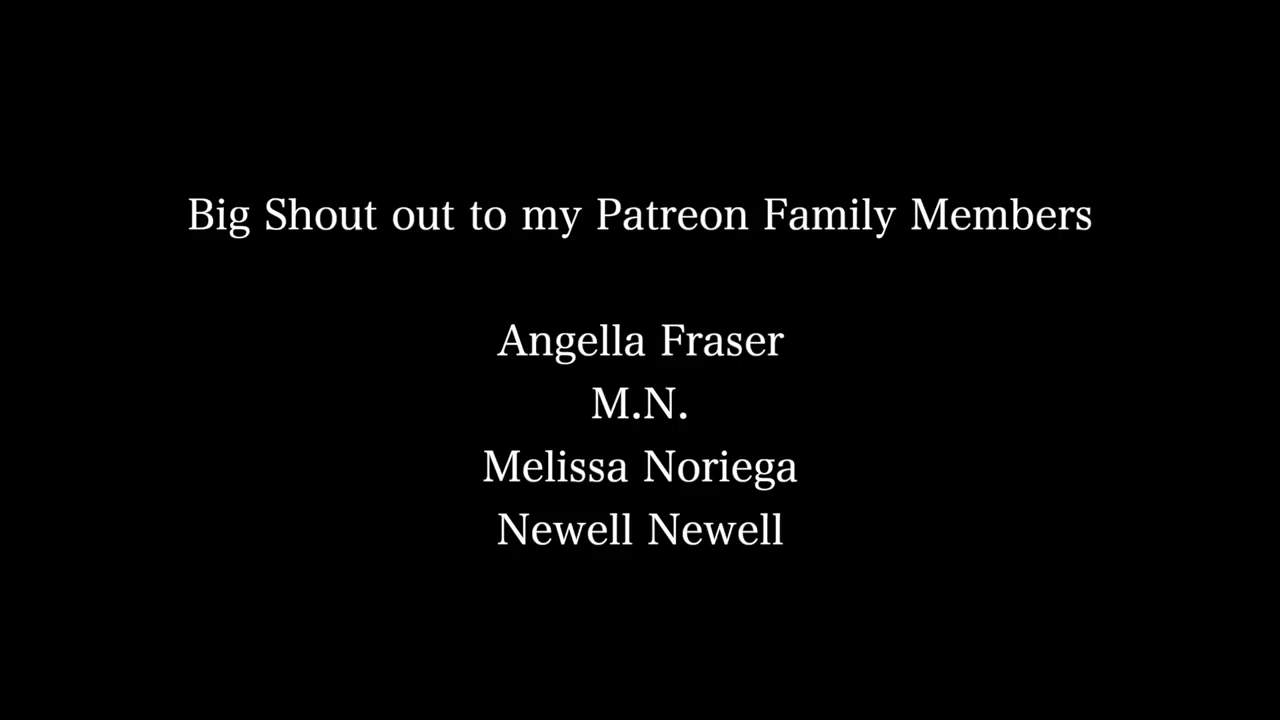 Big Shout out to my Patreon Family Members
Angella Fraser
M.N.
Melissa Noriega
Newell Newell